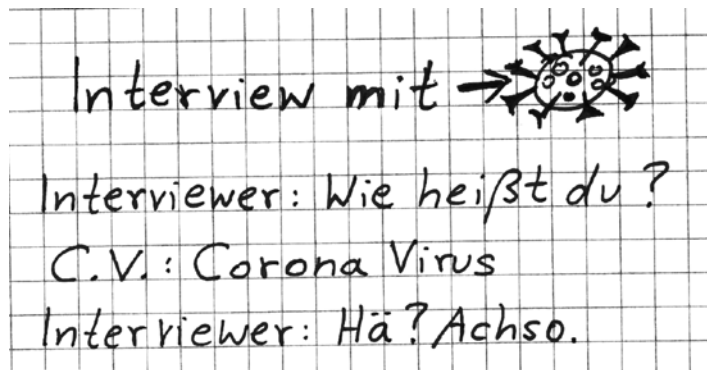 Interview mit →
Interviewer: Wie heißt du?
C.V.: Corona Virus
Interviewer: Hä? Achso.